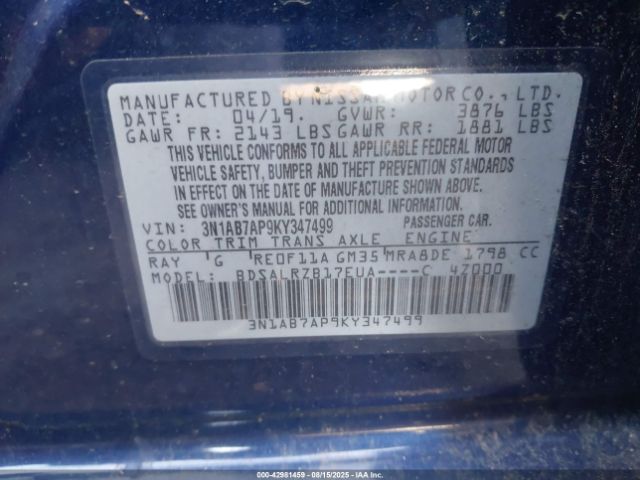 MANUFACTURED BY NISSAN MOTOR CO., LTD.
DATE: 04/19. GVWR: 3876 LBS
GAWR FR: 2143 LBS GAWR RR: 1881 LBS
THIS VEHICLE CONFORMS TO ALL APPLICABLE FEDERAL MOTOR
VEHICLE SAFETY, BUMPER AND THEFT PREVENTION STANDARDS
IN EFFECT ON THE DATE OF MANUFACTURE SHOWN ABOVE.
SEE OWNER'S MANUAL FOR ADDITIONAL INFORMATION.
VIN: 3N1AB7AP9KY347499 PASSENGER CAR.
COLOR TRIM TRANS AXLE ENGINE
RAY G RE0F11A GM35 MRA8DE 1798 CC
MODEL: BDSALRZB17EUA----C 4Z000
3N1AB7AP9KY347499
00-42981459 - 08/15/2025 - COPYRIGHT © IAA